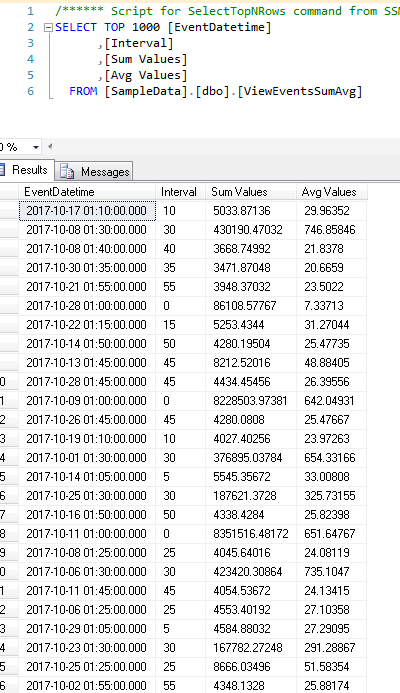 1 /****** Script for SelectTopNRows command from SSM
2 SELECT TOP 1000 [EventDatetime]
3 ,[Interval]
4 ,[Sum Values]
5 ,[Avg Values]
6 FROM [SampleData].[dbo].[ViewEventsSumAvg]
0 %
Results Messages
EventDatetime Interval Sum Values Avg Values
2017-10-17 01:10:00.000 10 5033.87136 29.96352
2017-10-08 01:30:00.000 30 430190.47032 746.85846
2017-10-08 01:40:00.000 40 3668.74992 21.8378
2017-10-30 01:35:00.000 35 3471.87048 20.6659
2017-10-21 01:55:00.000 55 3948.37032 23.5022
2017-10-28 01:00:00.000 0 86108.57767 7.33713
2017-10-22 01:15:00.000 15 5253.4344 31.27044
2017-10-14 01:50:00.000 50 4280.19504 25.47735
2017-10-13 01:45:00.000 45 8212.52016 48.88405
0 2017-10-28 01:45:00.000 45 4434.45456 26.39556
1 2017-10-09 01:00:00.000 0 8228503.97381 642.04931
2 2017-10-26 01:45:00.000 45 4280.0808 25.47667
3 2017-10-19 01:10:00.000 10 4027.40256 23.97263
4 2017-10-01 01:30:00.000 30 376895.03784 654.33166
5 2017-10-14 01:05:00.000 5 5545.35672 33.00808
6 2017-10-25 01:30:00.000 30 187621.3728 325.73155
7 2017-10-16 01:50:00.000 50 4338.4284 25.82398
8 2017-10-11 01:00:00.000 0 8351516.48172 651.64767
9 2017-10-08 01:25:00.000 25 4045.64016 24.08119
0 2017-10-06 01:30:00.000 30 423420.30864 735.1047
1 2017-10-11 01:45:00.000 45 4054.53672 24.13415
2 2017-10-06 01:25:00.000 25 4553.40192 27.10358
3 2017-10-29 01:05:00.000 5 4584.88032 27.29095
4 2017-10-23 01:30:00.000 30 167782.27248 291.28867
5 2017-10-25 01:25:00.000 25 8666.03496 51.58354
6 2017-10-02 01:55:00.000 55 4348.1328 25.88174